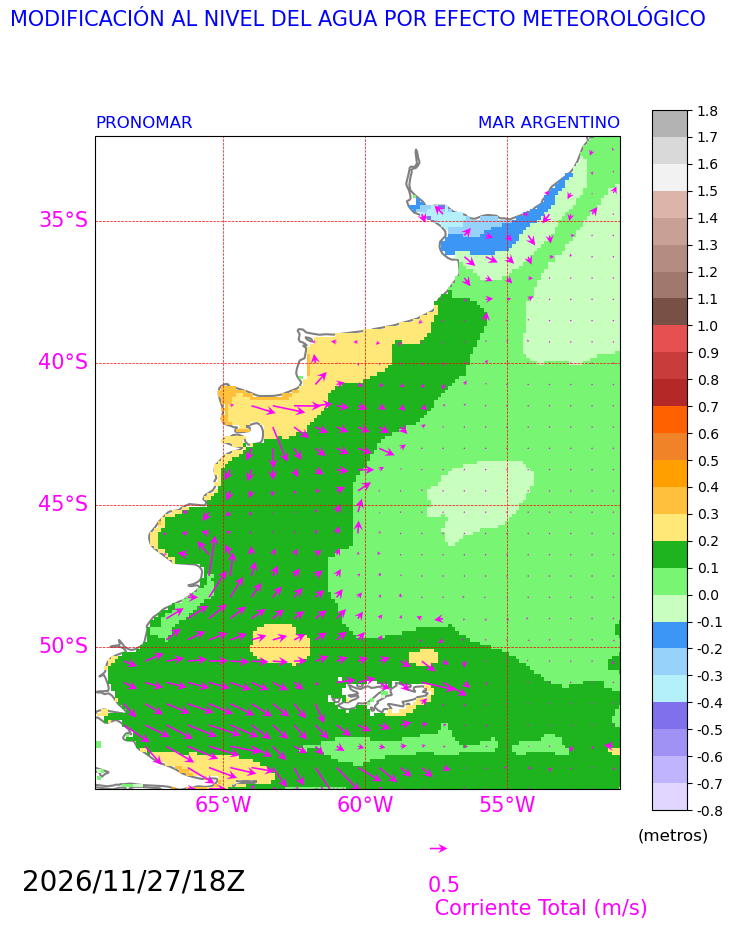 MODIFICACIÓN AL NIVEL DEL AGUA POR EFECTO METEOROLÓGICO
PRONOMAR MAR ARGENTINO
35°S
40°S
45°S
50°S
65°W 60°W 55°W
1.8
1.7
1.6
1.5
1.4
1.3
1.2
1.1
1.0
0.9
0.8
0.7
0.6
0.5
0.4
0.3
0.2
0.1
0.0
-0.1
-0.2
-0.3
-0.4
-0.5
-0.6
-0.7
-0.8
(metros)
2026/11/27/18Z
0.5
Corriente Total (m/s)